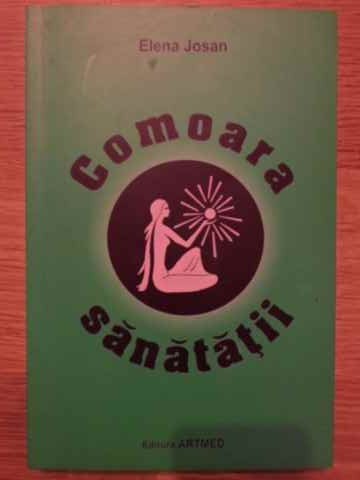 Elena Josan
Comoara
sănătății
Editura ARTMED